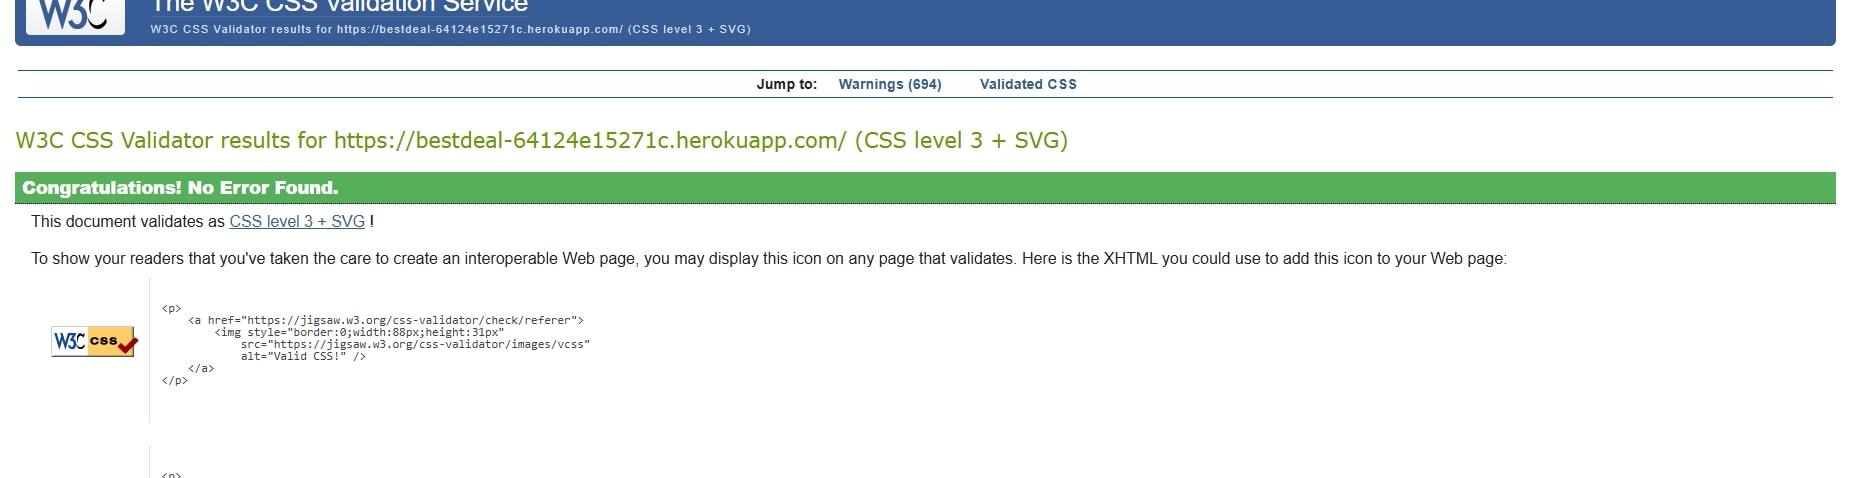 W3C The W3C CSS Validation Service
W3C CSS Validator results for https://bestdeal-64124e15271c.herokuapp.com/ (CSS level 3 + SVG)
Jump to: Warnings (694) Validated CSS
W3C CSS Validator results for https://bestdeal-64124e15271c.herokuapp.com/ (CSS level 3 + SVG)
Congratulations! No Error Found.
This document validates as CSS level 3 + SVG !
To show your readers that you've taken the care to create an interoperable Web page, you may display this icon on any page that validates. Here is the XHTML you could use to add this icon to your Web page:
W3C css
<p>
<a href="https://jigsaw.w3.org/css-validator/check/referer">
<img style="border:0;width:88px;height:31px"
src="https://jigsaw.w3.org/css-validator/images/vcss"
alt="Valid CSS!" />
</a>
</p>
<p>